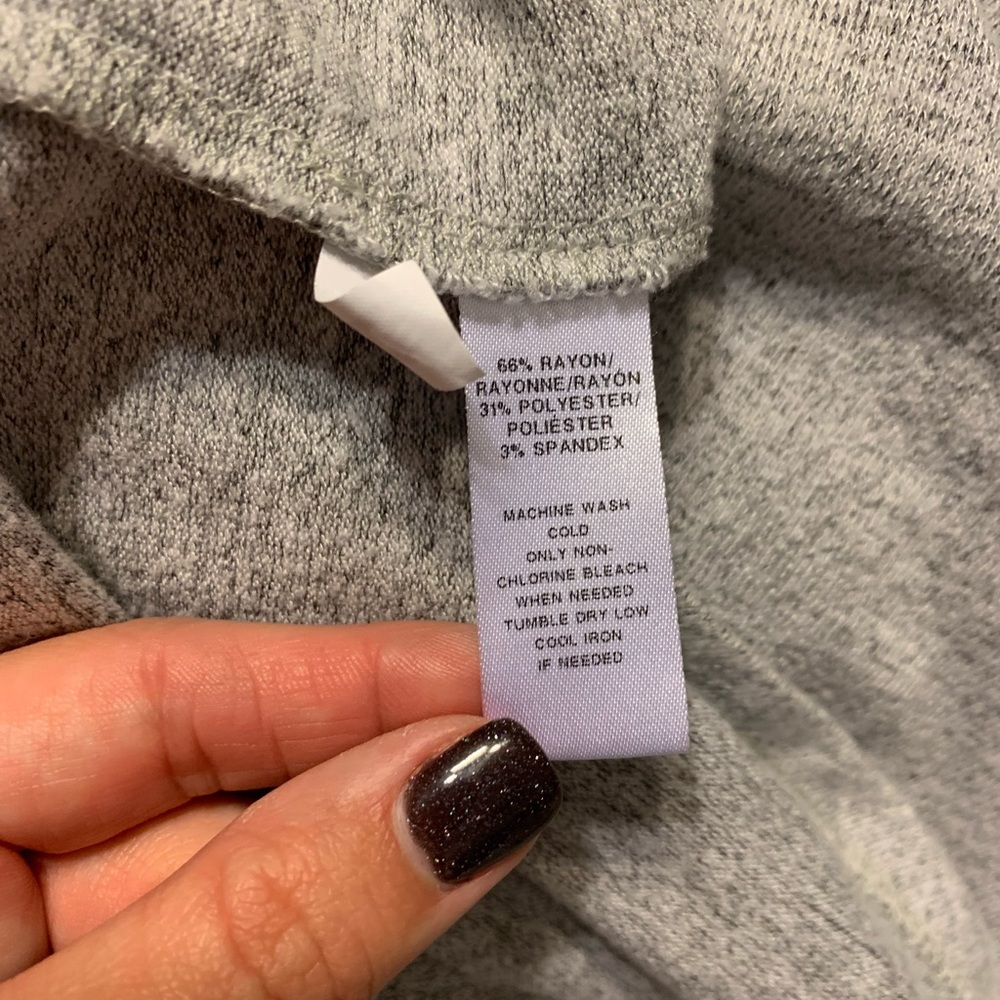 66% RAYON/
RAYONNE/RAYÓN
31% POLYESTER/
POLIÉSTER
3% SPANDEX
MACHINE WASH
COLD
ONLY NON-
CHLORINE BLEACH
WHEN NEEDED
TUMBLE DRY LOW
COOL IRON
IF NEEDED